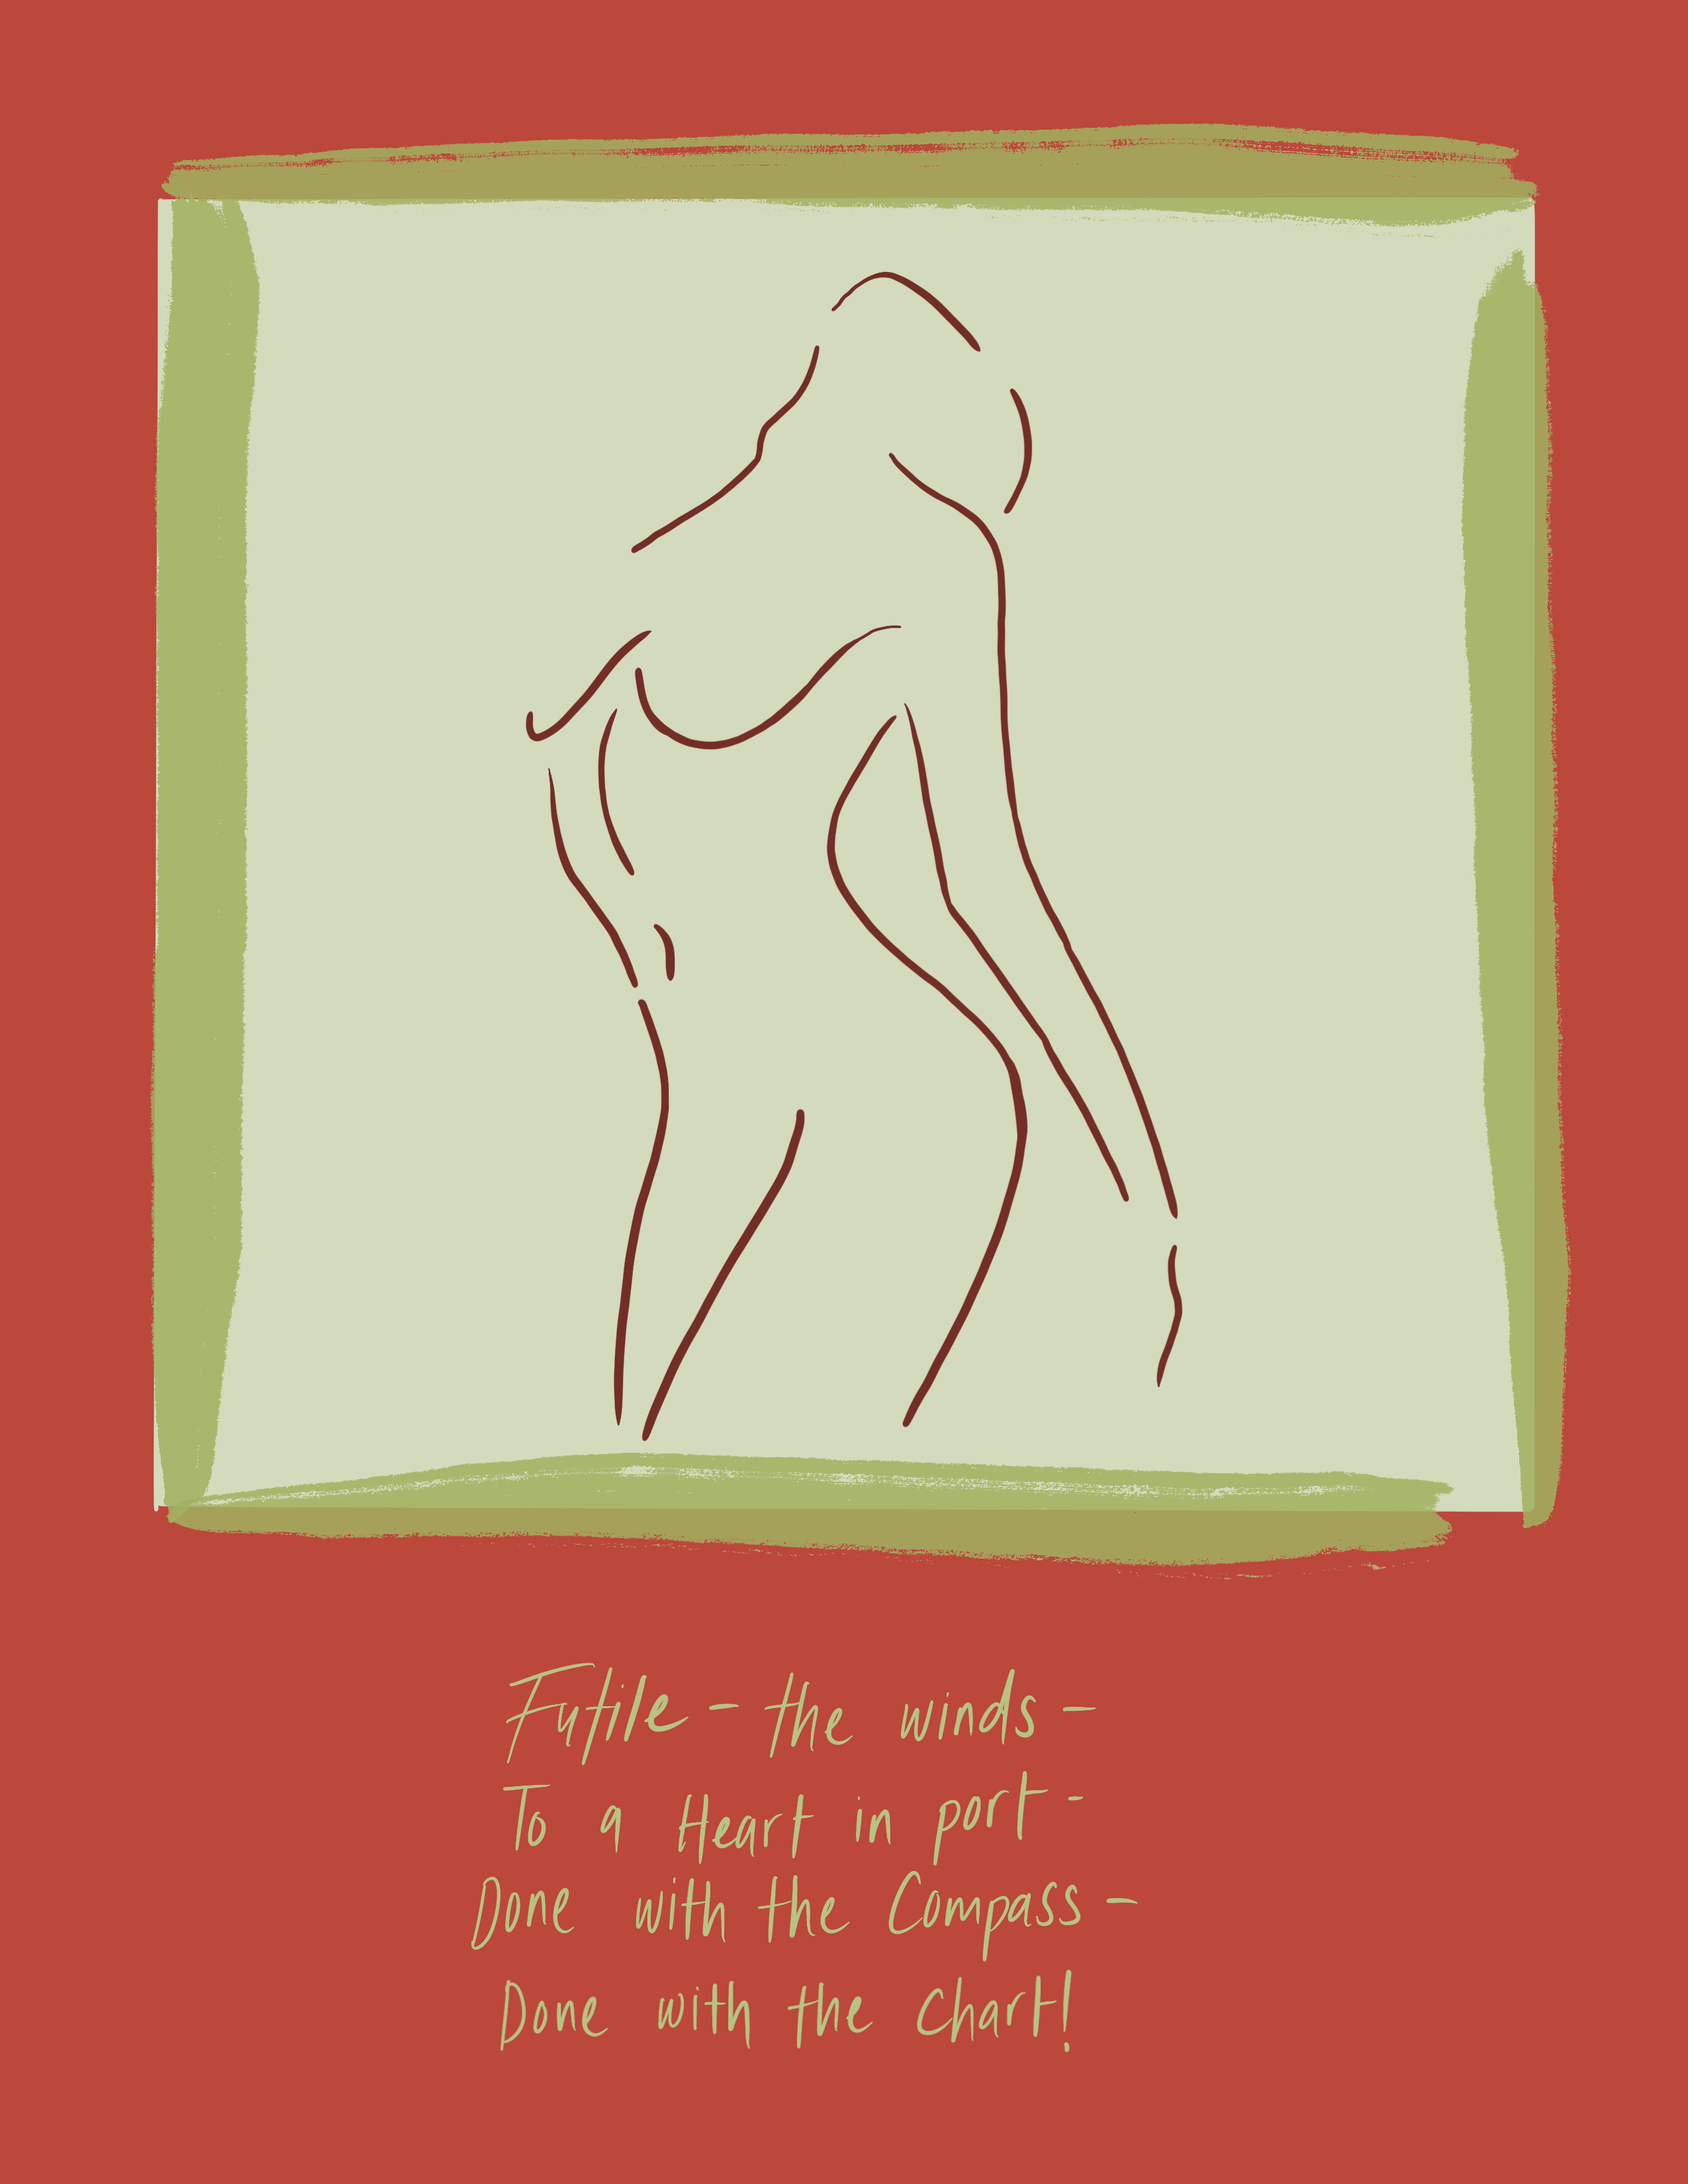 Futile - the winds -
To a Heart in port -
Done with the Compass -
Done with the Chart!